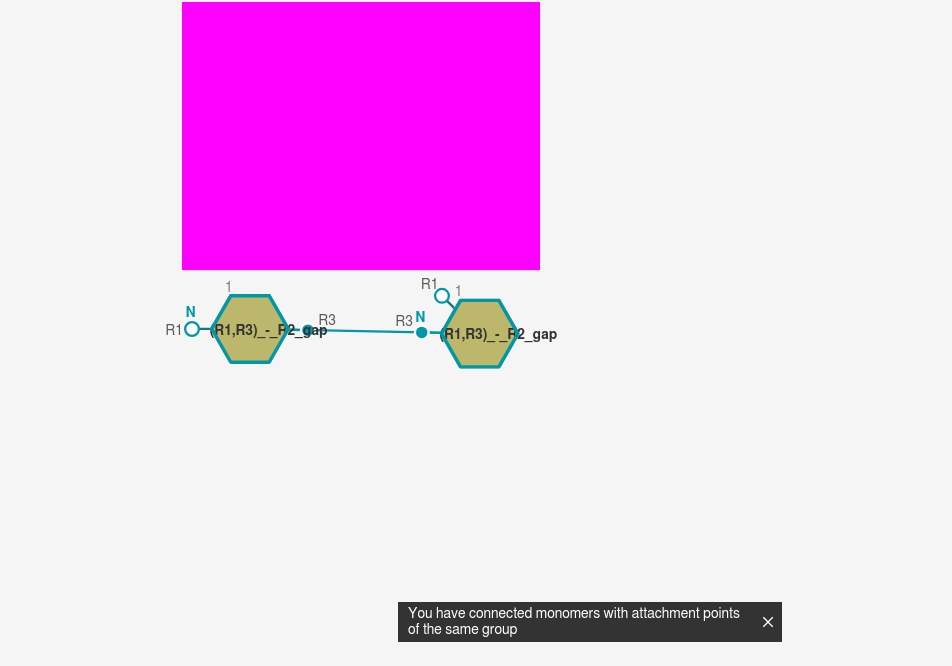 R1 1
N R3 R3 N 1
R1 (R1,R3)_-_R2_gap (R1,R3)_-_R2_gap
You have connected monomers with attachment points
of the same group